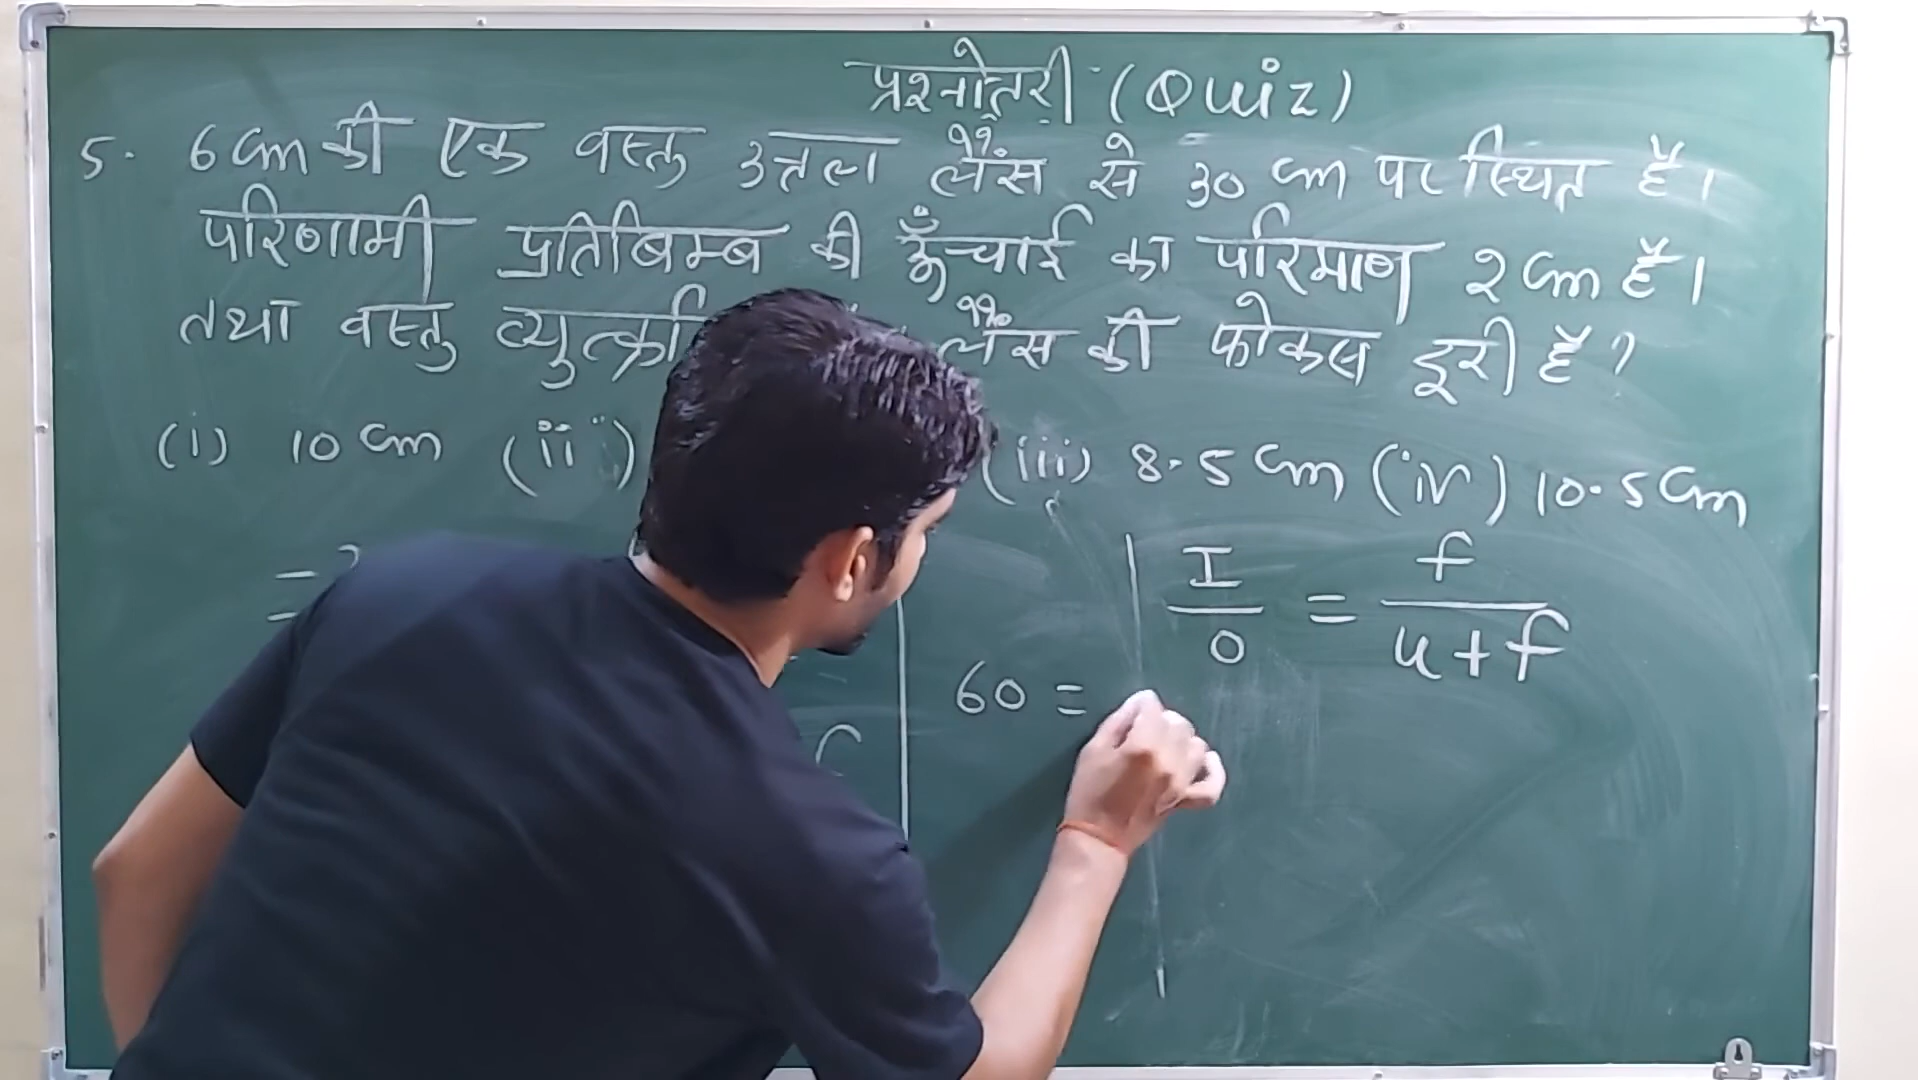 प्रश्नोत्तरी (Quiz)
5. 6 cm की एक वस्तु उत्तल लैंस से 30 cm पर स्थित है।
परिणामी प्रतिबिम्ब की ऊँचाई का परिमाण 2 cm है।
तथा वस्तु लैंस की फोकस दूरी है?
(i) 10 cm (ii) (iii) 8.5 cm (iv) 10.5 cm
I/O = f/u+f
60 =